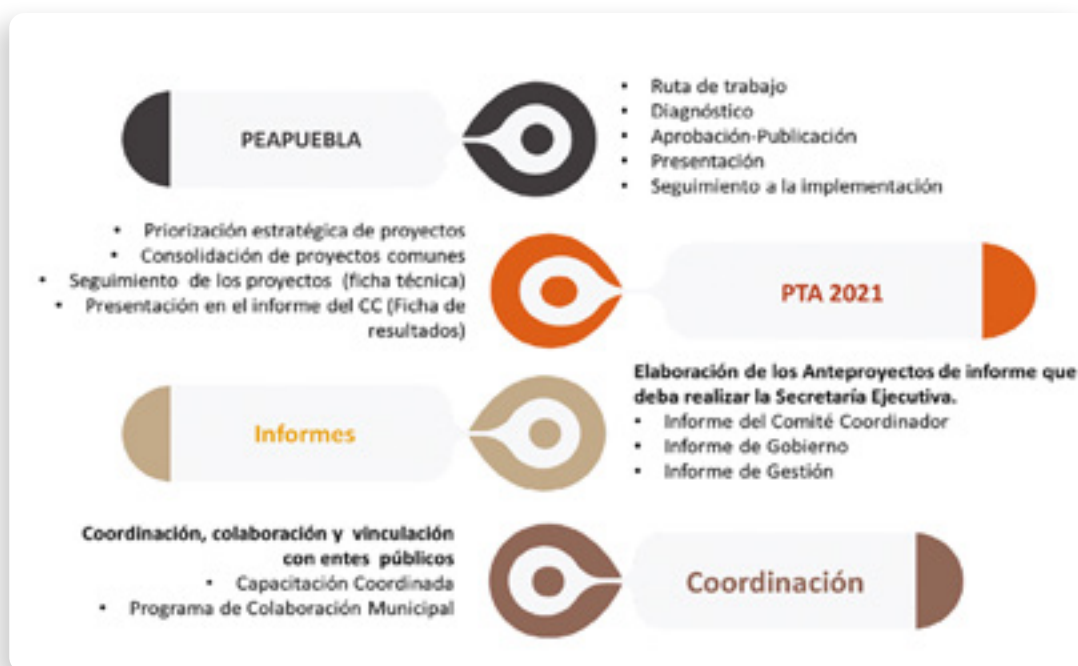 PEAPUEBLA
• Ruta de trabajo
• Diagnóstico
• Aprobación-Publicación
• Presentación
• Seguimiento a la implementación
• Priorización estratégica de proyectos
• Consolidación de proyectos comunes
• Seguimiento de los proyectos (ficha técnica)
• Presentación en el informe del CC (Ficha de
resultados)
PTA 2021
Informes
Elaboración de los Anteproyectos de informe que
deba realizar la Secretaría Ejecutiva.
• Informe del Comité Coordinador
• Informe de Gobierno
• Informe de Gestión
Coordinación, colaboración y vinculación
con entes públicos
• Capacitación Coordinada
• Programa de Colaboración Municipal
Coordinación